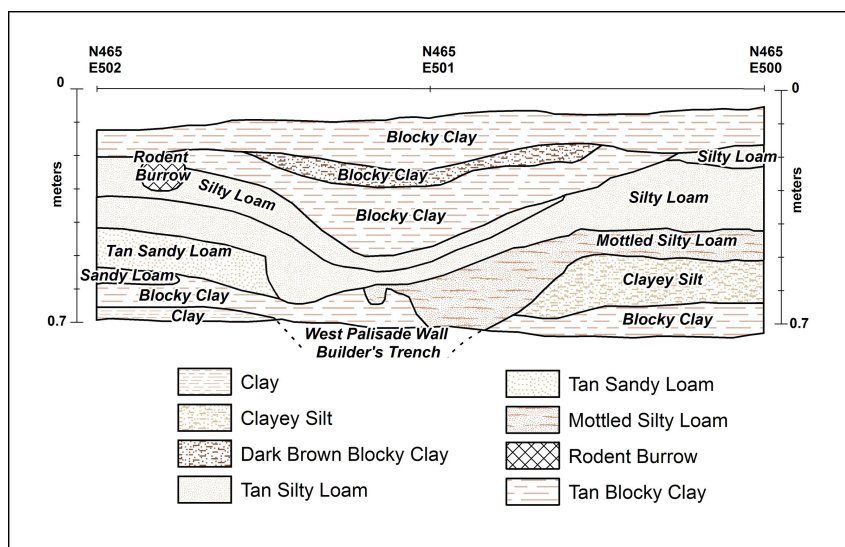 N465
E502
N465
E501
N465
E500
0
0
meters
meters
0.7
0.7
Blocky Clay
Rodent
Burrow
Blocky Clay
Silty Loam
Silty Loam
Blocky Clay
Silty Loam
Mottled Silty Loam
Tan Sandy Loam
Sandy Loam
Clayey Silt
Blocky Clay
Clay
Blocky Clay
West Palisade Wall
Builder's Trench
Clay
Clayey Silt
Dark Brown Blocky Clay
Tan Silty Loam
Tan Sandy Loam
Mottled Silty Loam
Rodent Burrow
Tan Blocky Clay